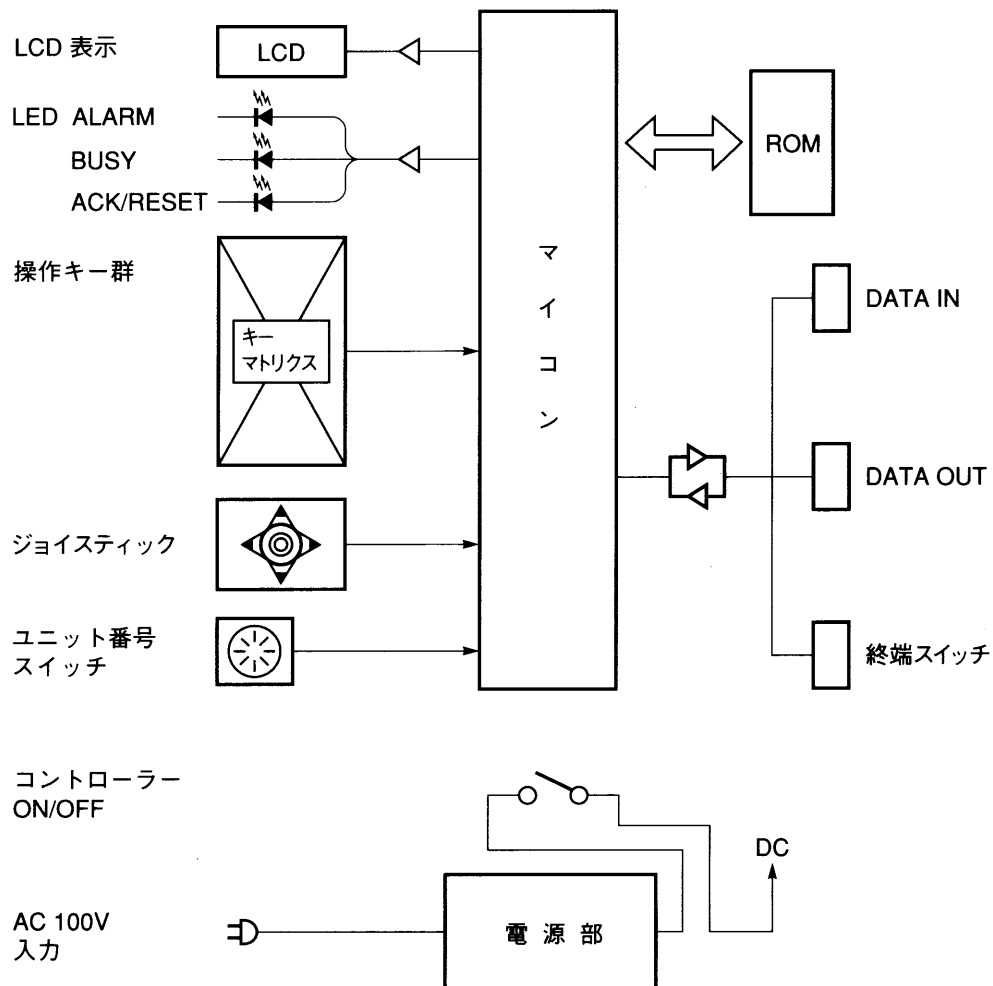 LCD 表示
LCD
LED ALARM
BUSY
ACK/RESET
ROM
マイコン
操作キー群
キー
マトリクス
DATA IN
DATA OUT
ジョイスティック
ユニット番号
スイッチ
終端スイッチ
コントローラー
ON/OFF
DC
AC 100V
入力
電源部